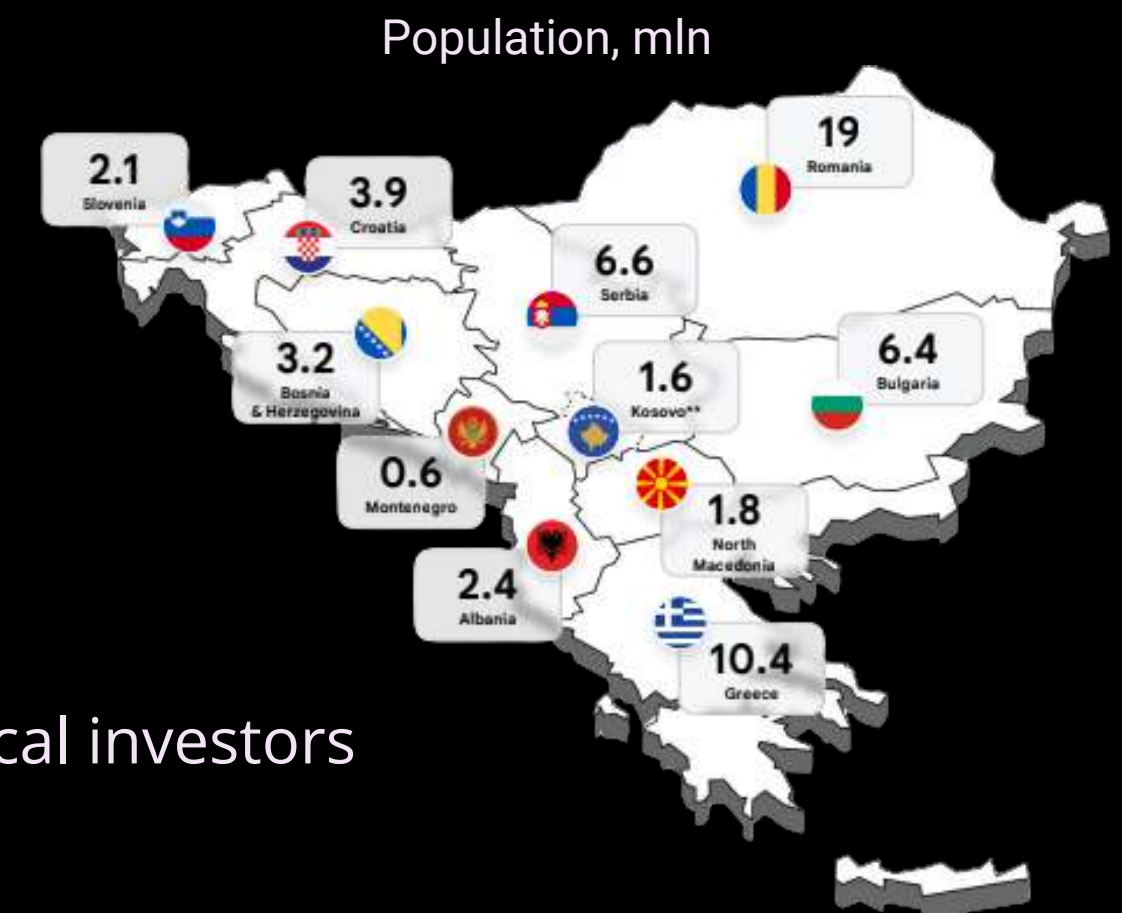 Population, mln
19
Romania
2.1
Slovenia
3.9
Croatia
6.6
Serbia
3.2
Bosnia
& Herzegovina
1.6
Kosovo**
6.4
Bulgaria
0.6
Montenegro
1.8
North
Macedonia
2.4
Albania
10.4
Greece
cal investors